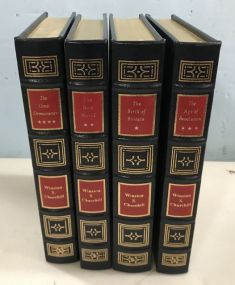 The
Great
Democracies
★★★★
Winston
S.
Churchill
The
New
World
★★
Winston
S.
Churchill
The
Birth of
Britain
★
Winston
S.
Churchill
The
Age of
Revolution
★★★
Winston
S.
Churchill